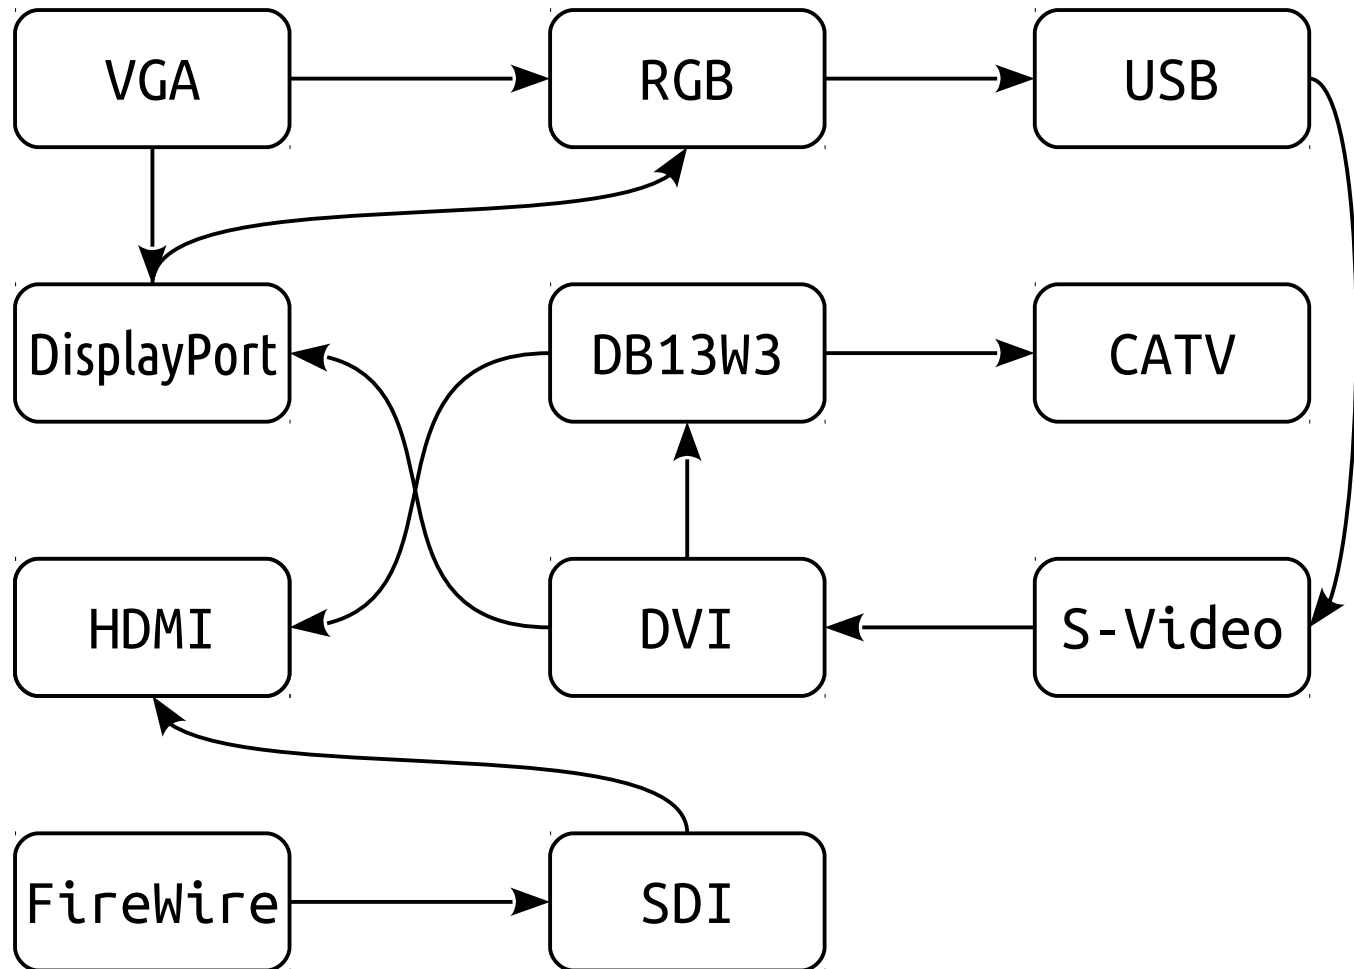 VGA
RGB
USB
DisplayPort
DB13W3
CATV
HDMI
DVI
S-Video
FireWire
SDI